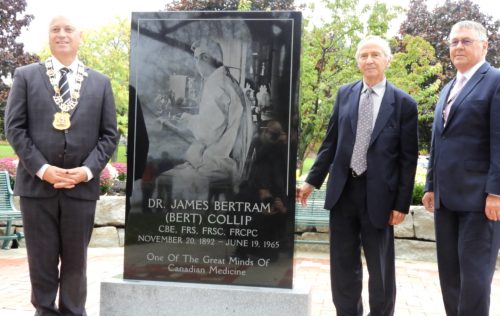 DR. JAMES BERTRAM
(BERT) COLLIP
CBE, FRS, FRSC, FRCPC
NOVEMBER 20. 1892 – JUNE 19. 1965
One Of The Great Minds Of
Canadian Medicine